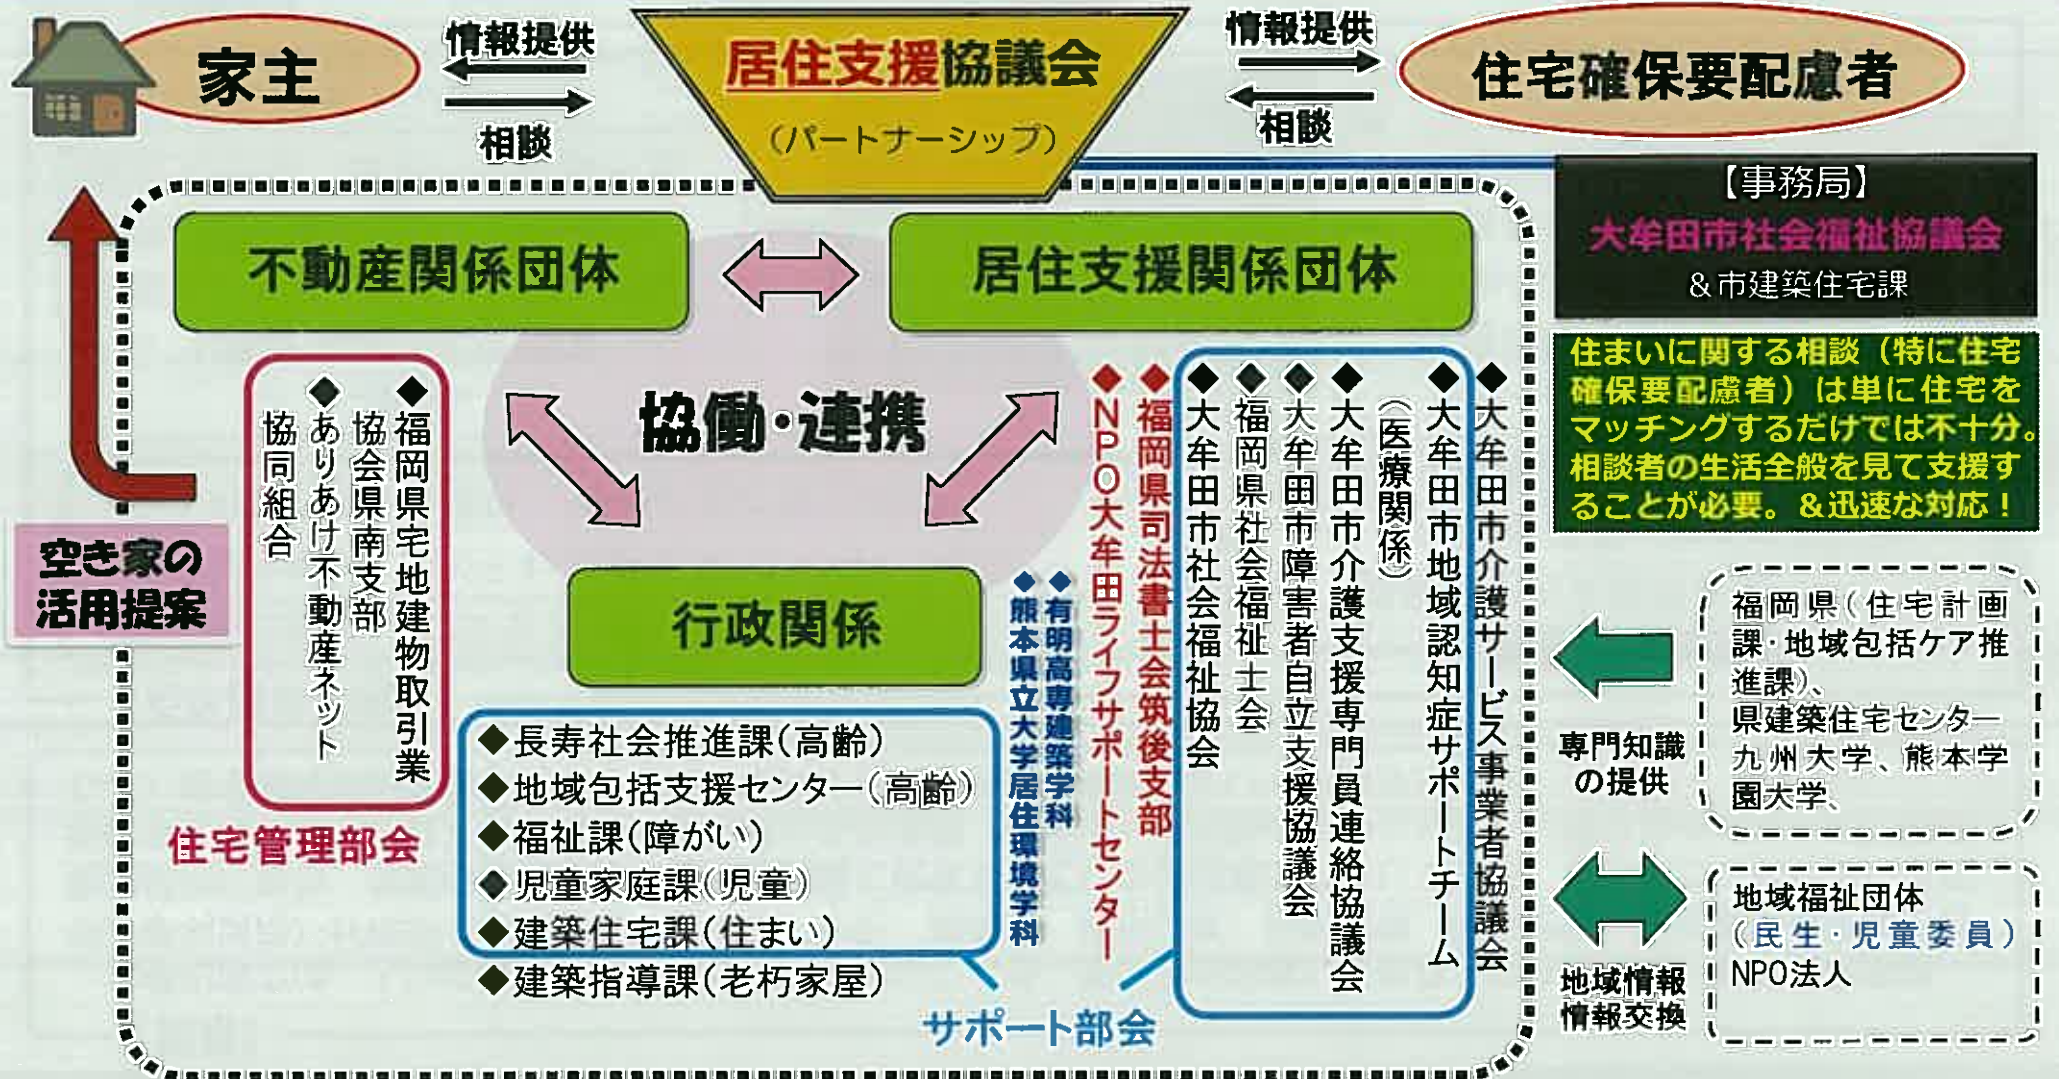 家主
情報提供
相談
居住支援協議会
(パートナーシップ)
情報提供
相談
住宅確保要配慮者
【事務局】
大牟田市社会福祉協議会
&市建築住宅課
不動産関係団体
居住支援関係団体
協働・連携
行政関係
住まいに関する相談(特に住宅
確保要配慮者)は単に住宅を
マッチングするだけでは不十分。
相談者の生活全般を見て支援す
ることが必要。&迅速な対応!
空き家の
活用提案
◆福岡県宅地建物取引業
協会県南支部
◆ありあけ不動産ネット
協同組合
住宅管理部会
◆長寿社会推進課(高齢)
◆地域包括支援センター(高齢)
◆福祉課(障がい)
◆児童家庭課(児童)
◆建築住宅課(住まい)
◆建築指導課(老朽家屋)
◆大牟田市介護サービス事業者協議会
◆大牟田市地域認知症サポートチーム
(医療関係)
◆大牟田市介護支援専門員連絡協議会
◆大牟田市障害者自立支援協議会
◆福岡県社会福祉士会
◆大牟田市社会福祉協会
◆福岡県司法書士会筑後支部
◆NPO大牟田ライフサポートセンター
◆有明高専建築学科
◆熊本県立大学居住環境学科
サポート部会
専門知識
の提供
福岡県(住宅計画
課・地域包括ケア推
進課)、
県建築住宅センター
九州大学、熊本学
園大学、
地域情報
情報交換
地域福祉団体
(民生・児童委員)
NPO法人